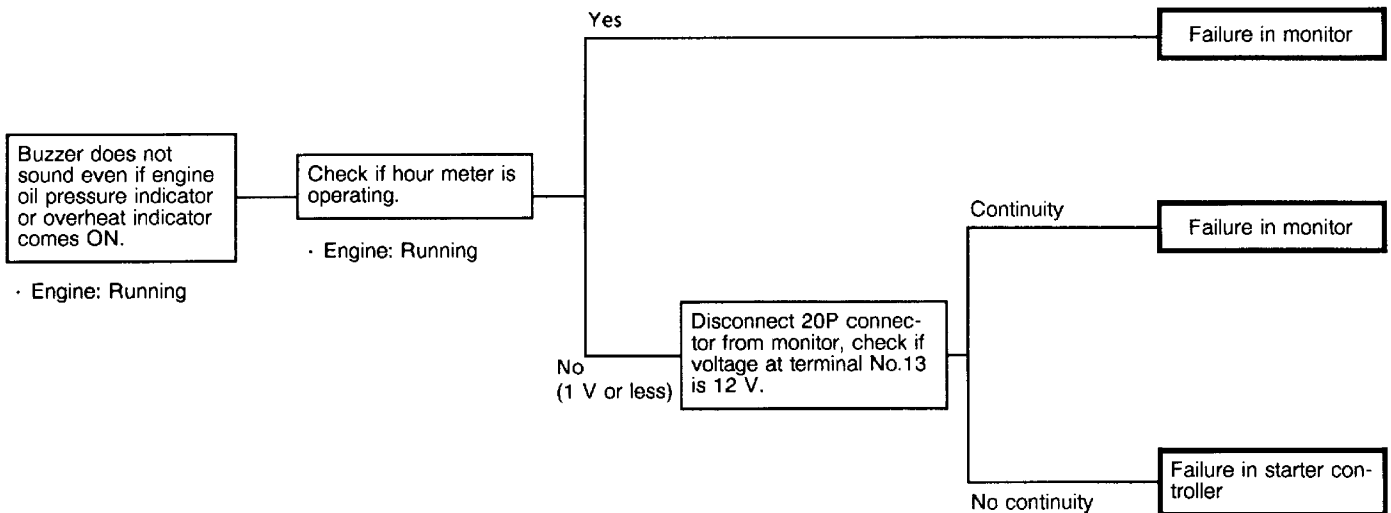 Yes
Failure in monitor
Buzzer does not
sound even if engine
oil pressure indicator
or overheat indicator
comes ON.
· Engine: Running
Check if hour meter is
operating.
· Engine: Running
Continuity
Failure in monitor
No
(1 V or less)
Disconnect 20P connec-
tor from monitor, check if
voltage at terminal No.13
is 12 V.
No continuity
Failure in starter con-
troller